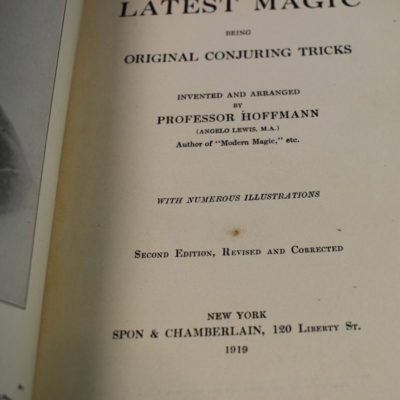 LATEST MAGIC
BEING
ORIGINAL CONJURING TRICKS
INVENTED AND ARRANGED
BY
PROFESSOR HOFFMANN
(ANGELO LEWIS, M.A.)
Author of "Modern Magic," etc.
WITH NUMEROUS ILLUSTRATIONS
SECOND EDITION, REVISED AND CORRECTED
NEW YORK
SPON & CHAMBERLAIN, 120 LIBERTY ST.
1919